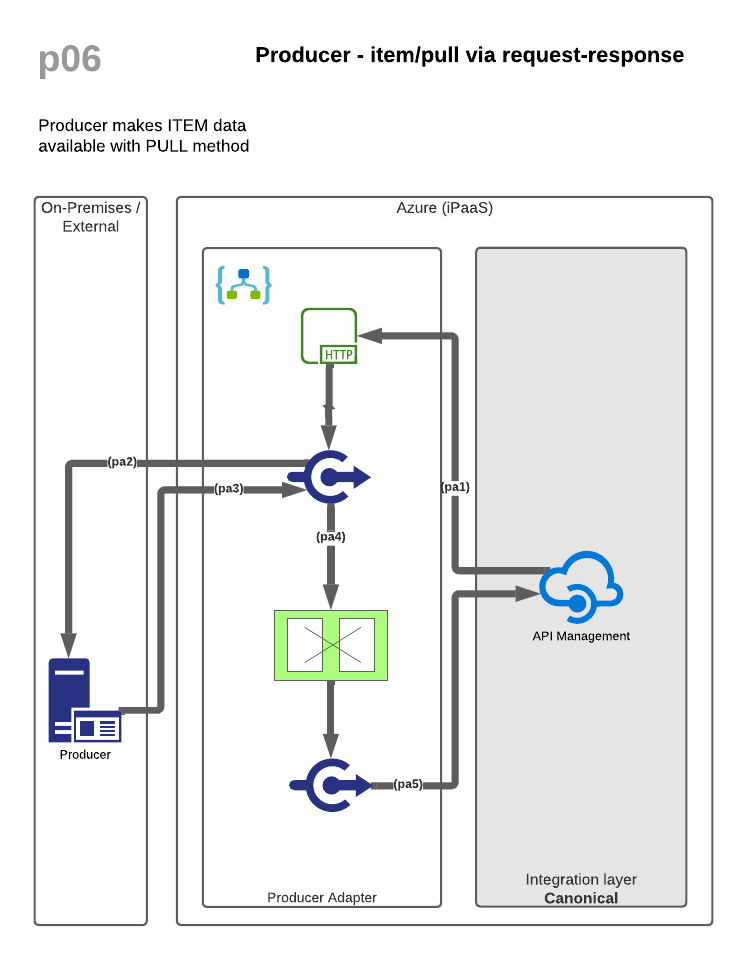 p06
Producer - item/pull via request-response
Producer makes ITEM data
available with PULL method
On-Premises /
External
Azure (iPaaS)
HTTP
(pa2)
(pa3)
(pa1)
(pa4)
API Management
Producer
(pa5)
Producer Adapter
Integration layer
Canonical